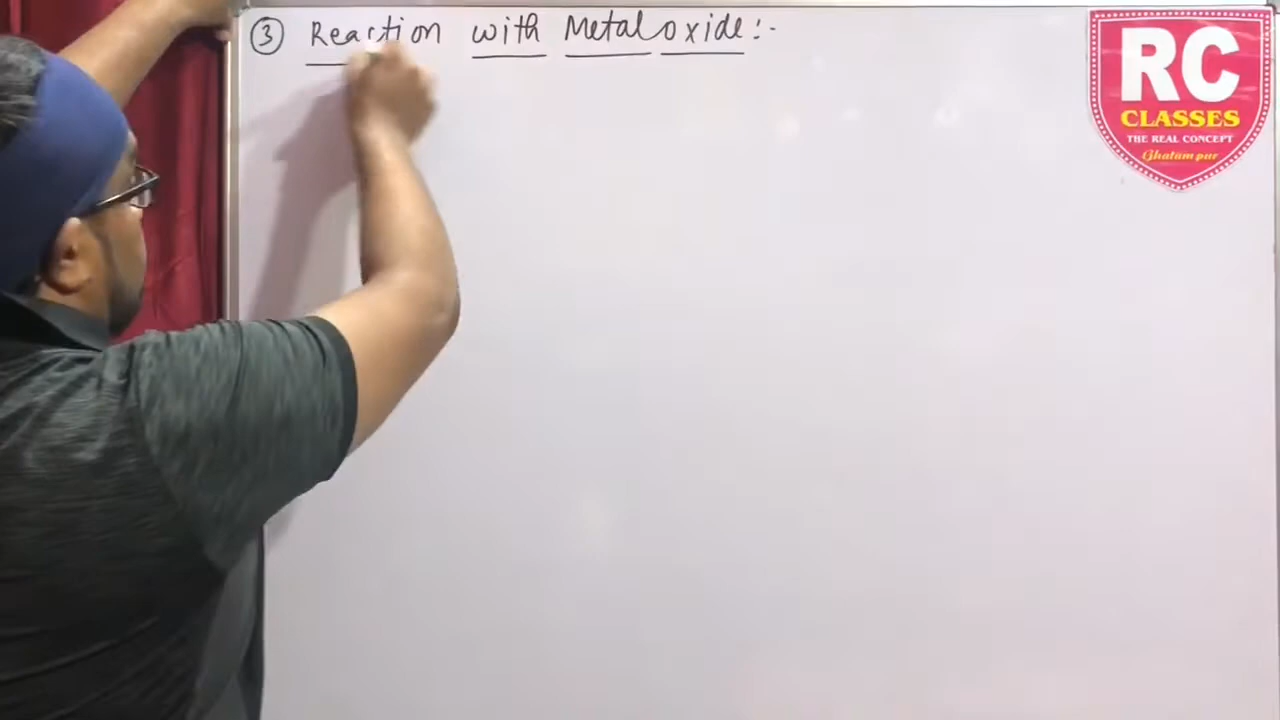 ③ Reaction with Metal oxide :-
RC
CLASSES
THE REAL CONCEPT
Ghatampur